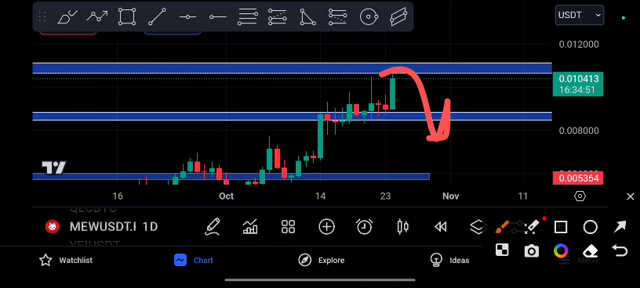 USDT
0.012000
0.010413
16:34:51
0.008000
0.005364
16
Oct
14
23
Nov
11
MEWUSDT.P 1D
Watchlist
Chart
Explore
Ideas